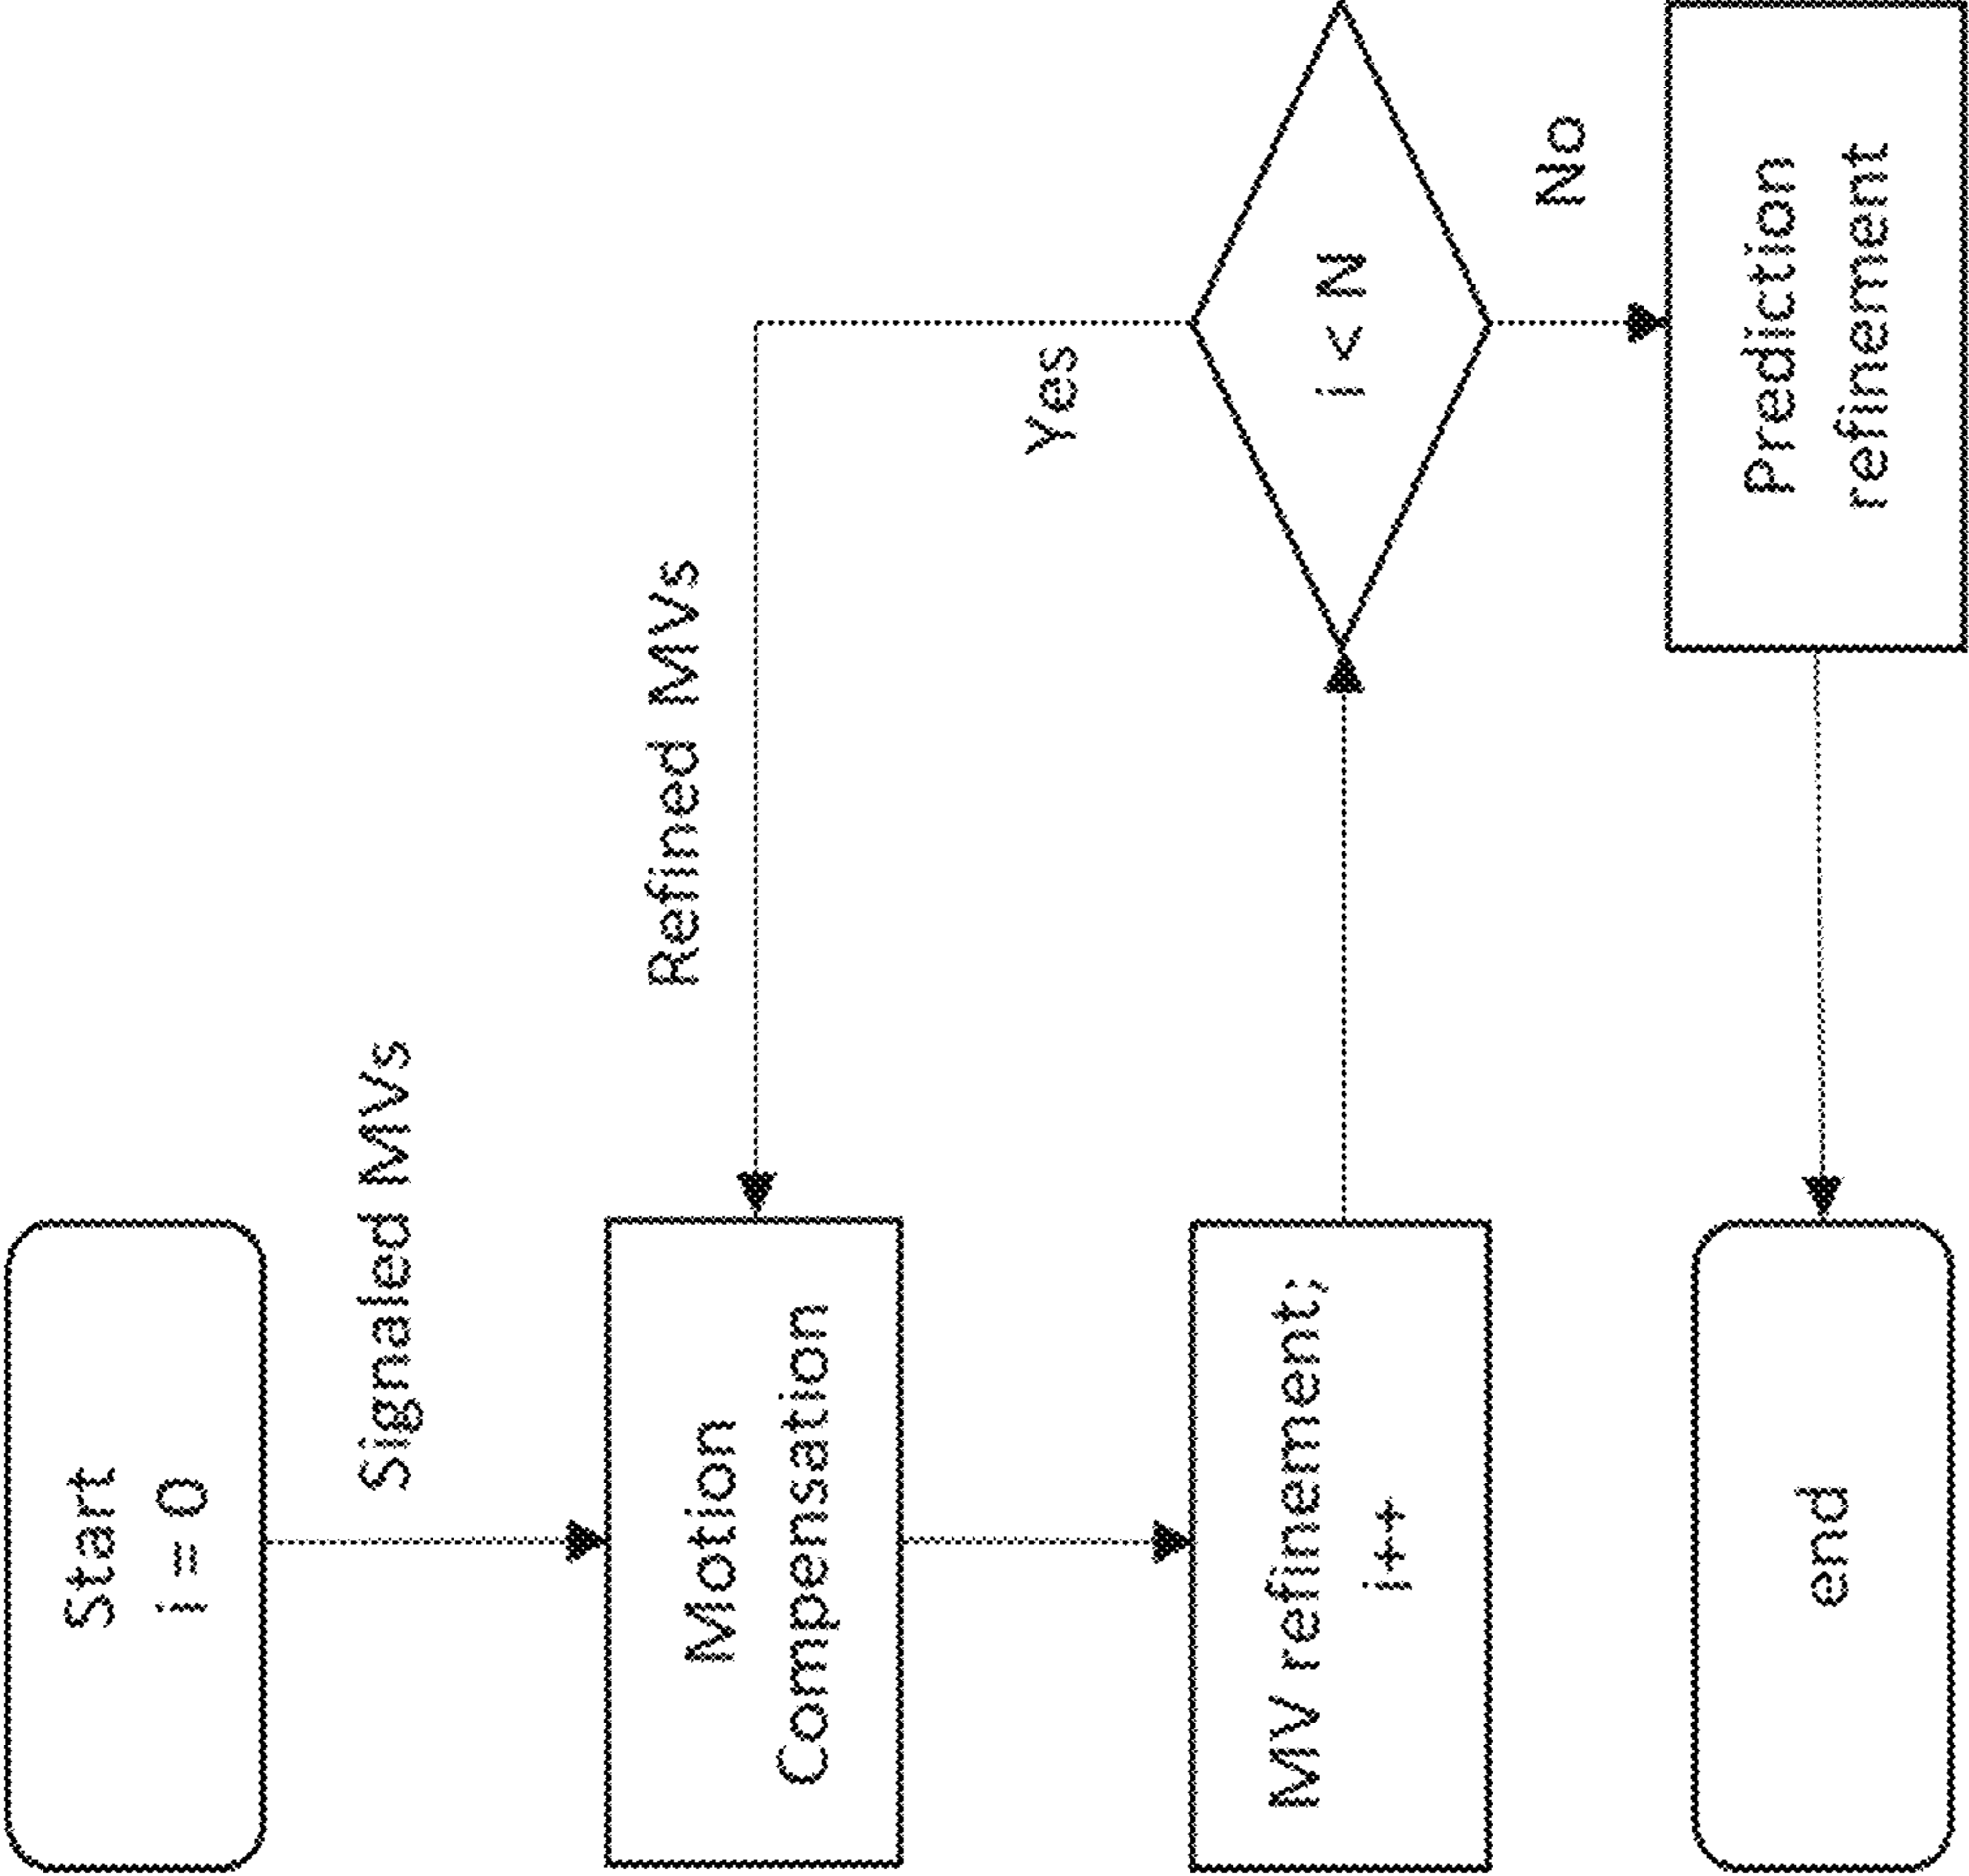 Start
i = 0
Signaled MVs
Motion
Compensation
Refined MVs
MV refinement;
i++
Yes
i < N
No
Prediction
refinement
end